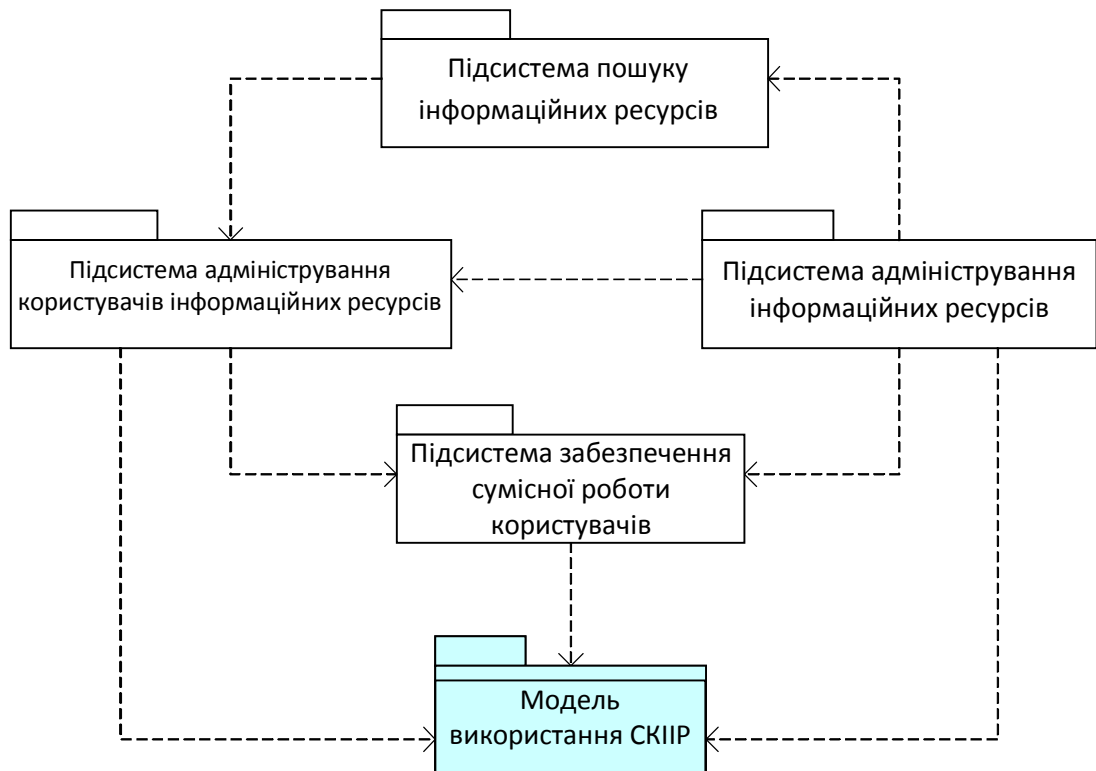 Підсистема пошуку
інформаційних ресурсів
Підсистема адміністрування
користувачів інформаційних ресурсів
Підсистема адміністрування
інформаційних ресурсів
Підсистема забезпечення
сумісної роботи
користувачів
Модель
використання СКІІР